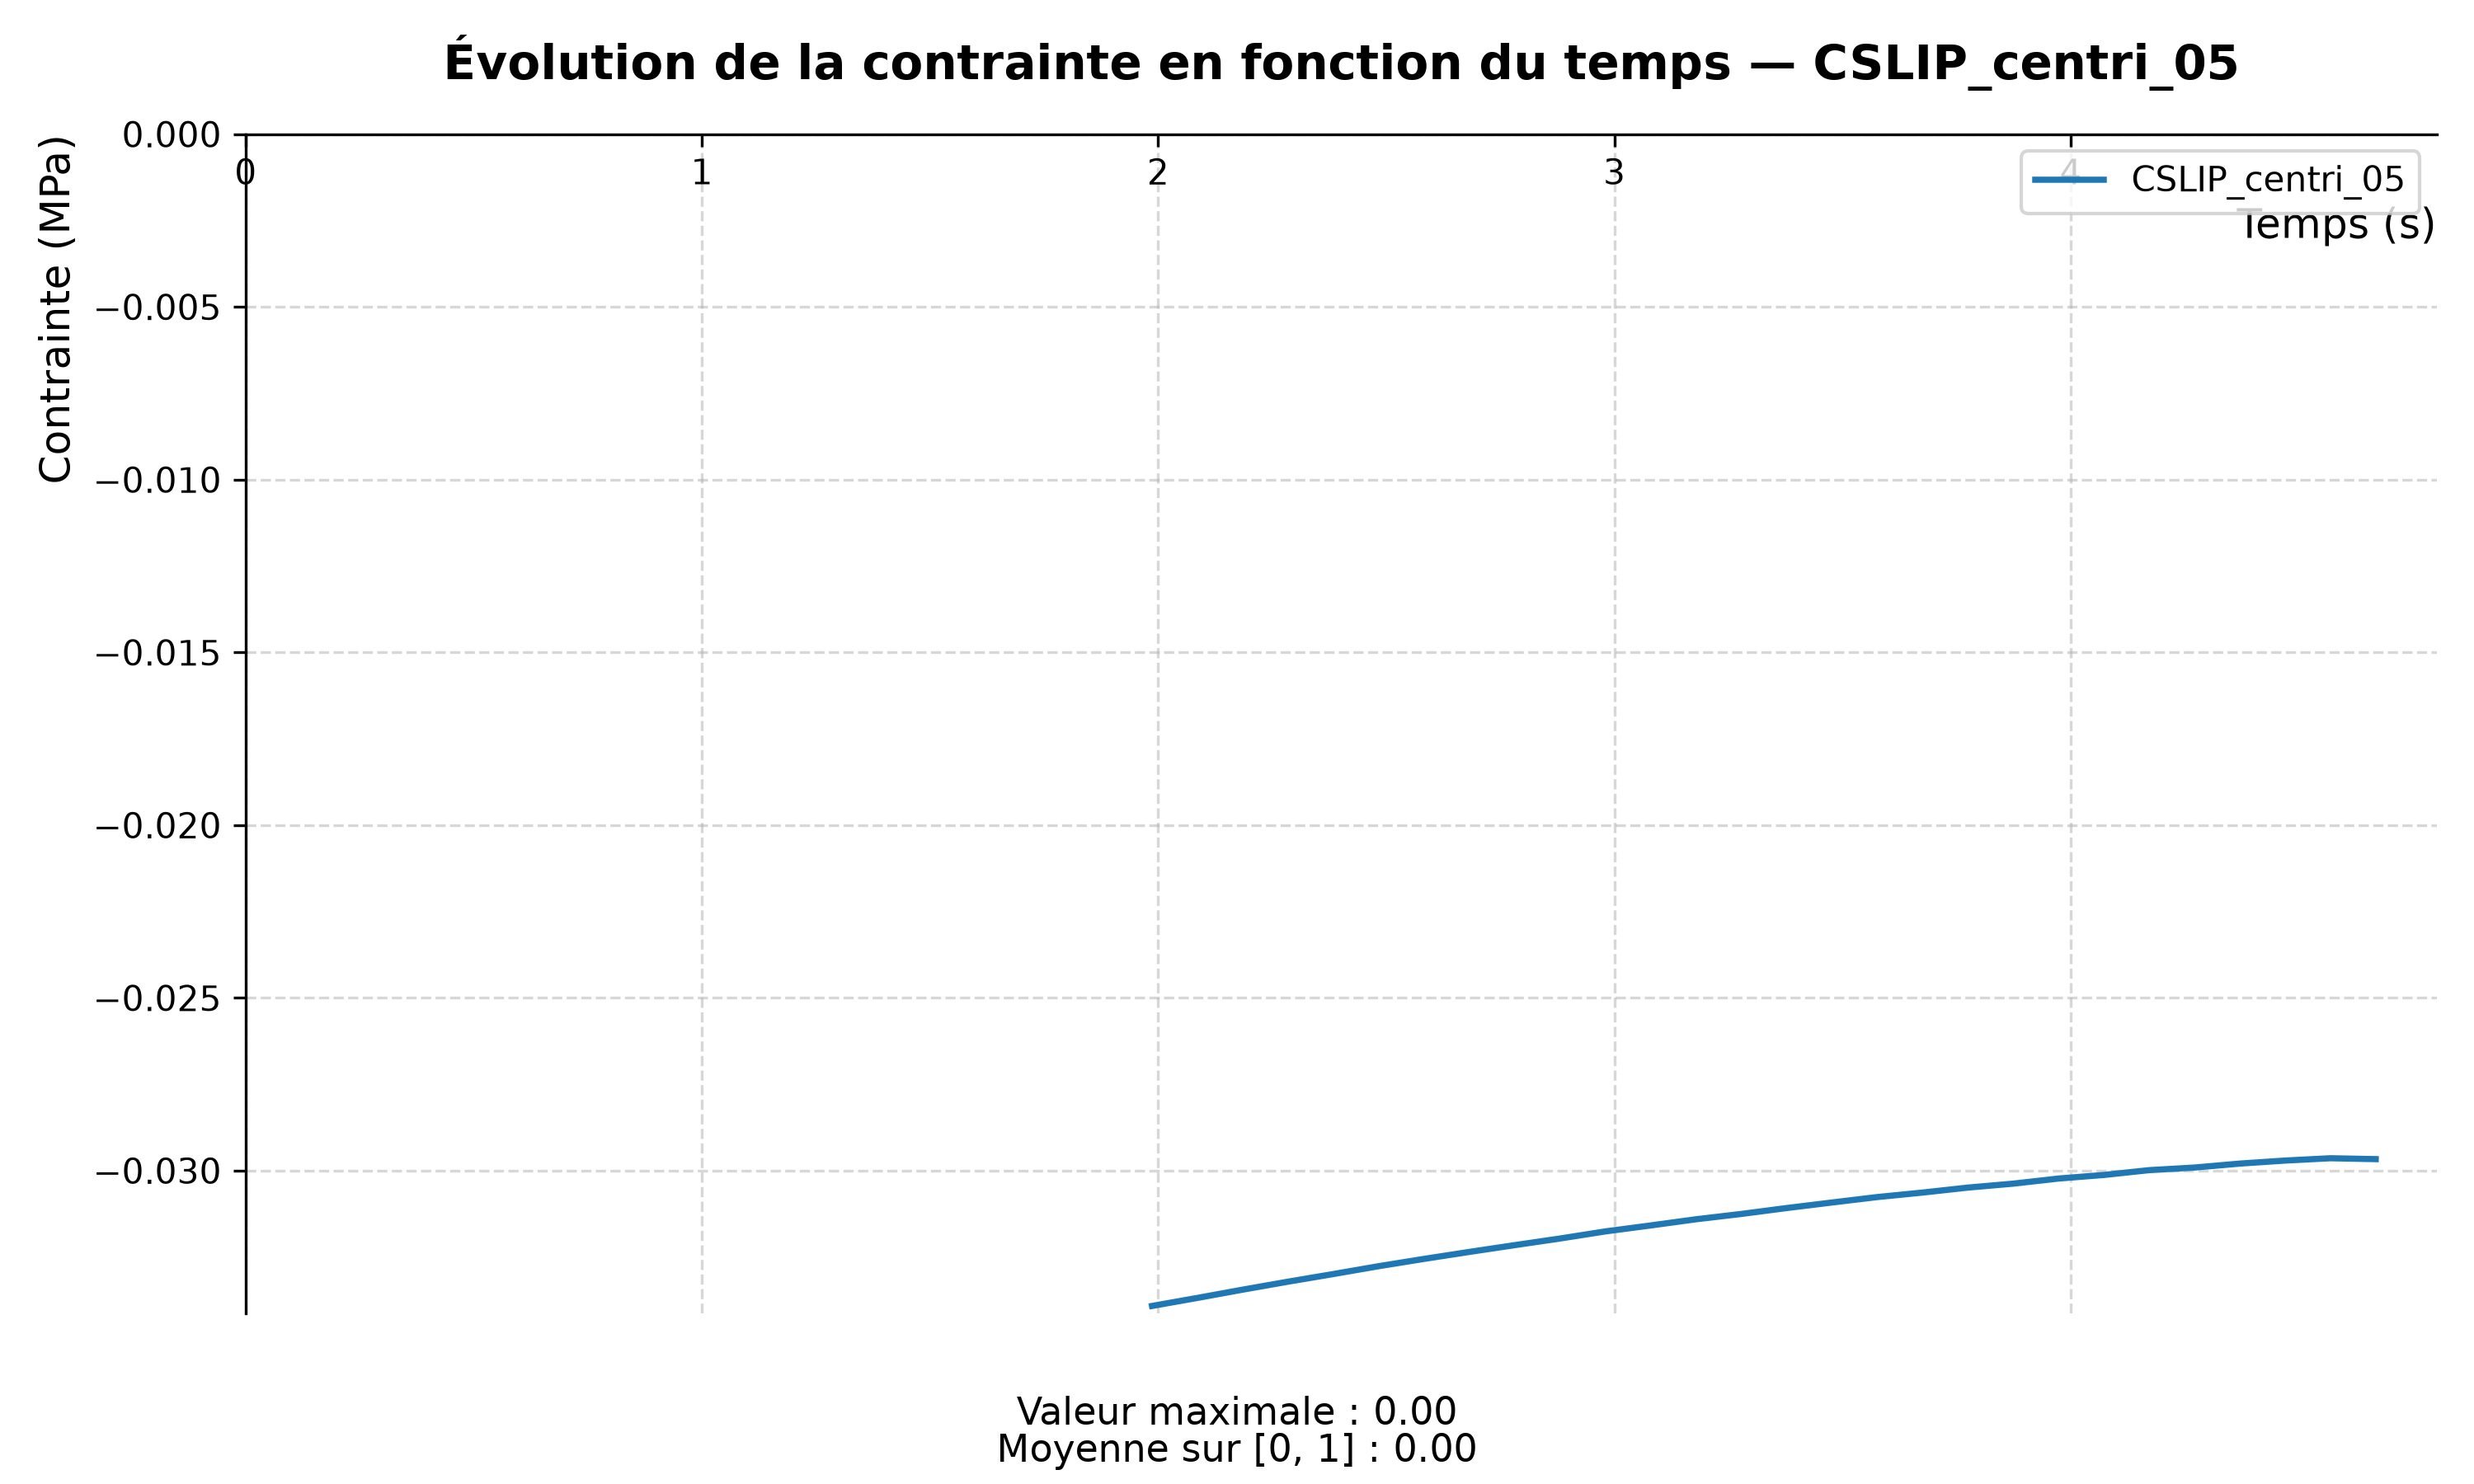 Évolution de la contrainte en fonction du temps — CSLIP_centri_05
Contrainte (MPa)
0.000
−0.005
−0.010
−0.015
−0.020
−0.025
−0.030
0 1 2 3 4
CSLIP_centri_05
Temps (s)
Valeur maximale : 0.00
Moyenne sur [0, 1] : 0.00